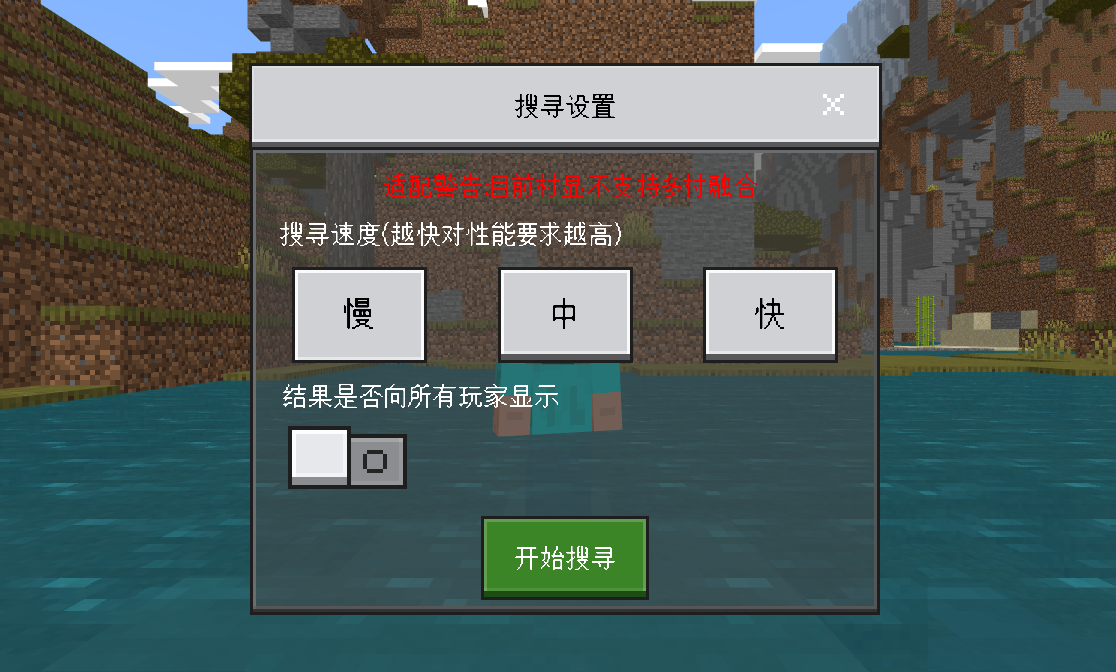 搜寻设置
适配警告:目前村显不支持多村融合
搜寻速度(越快对性能要求越高)
慢
中
快
结果是否向所有玩家显示
开始搜寻